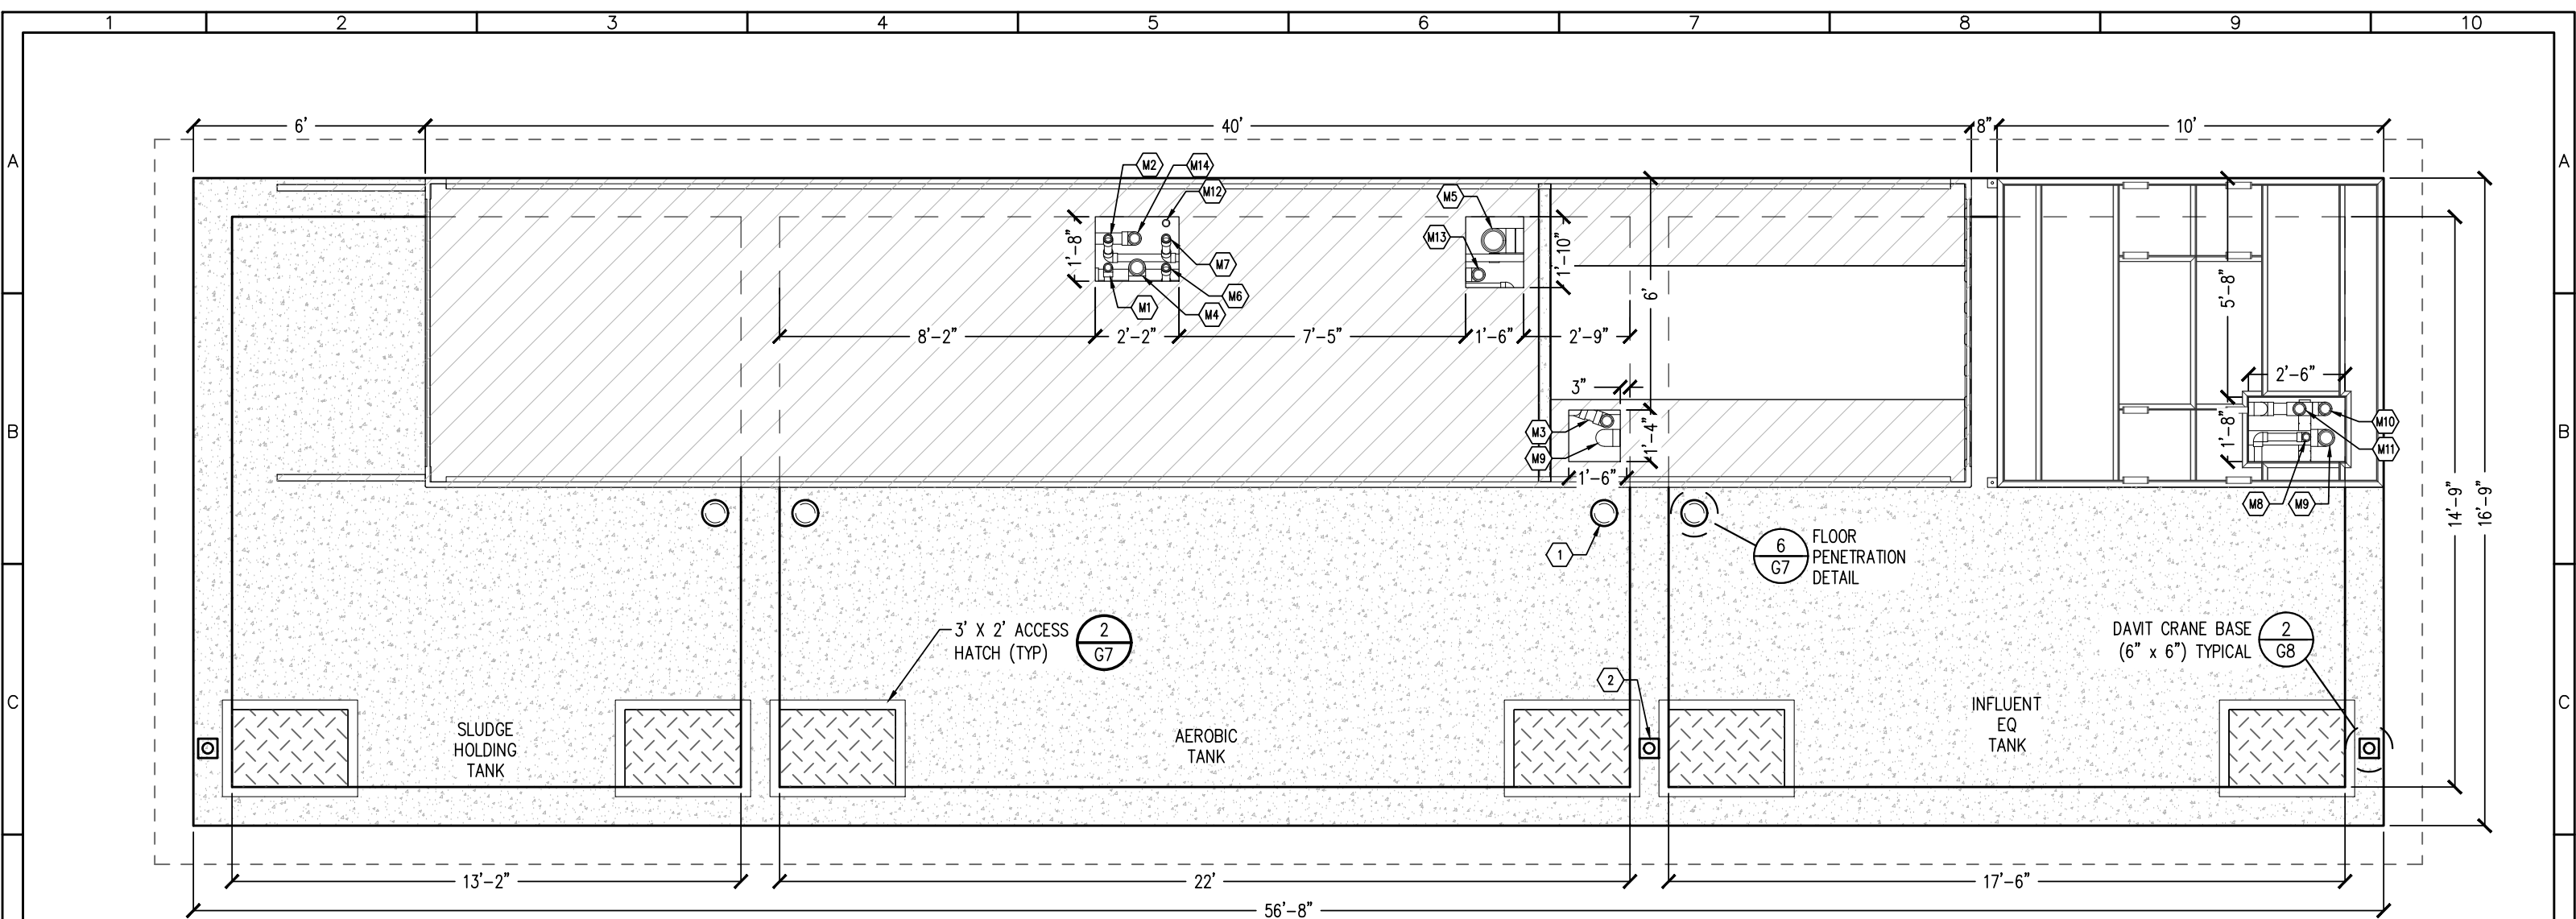 1 2 3 4 5 6 7 8 9 10
6' 40' 8" 10'
A A
M2 M14
M12
M5
M13
1'-8" 1'-10"
M7
M6
M1 M4
6'
5'-8"
8'-2" 2'-2" 7'-5" 1'-6" 2'-9"
3" 2'-6"
B B
M3
M9
1'-4"
1'-8"
M10
M11
1'-6"
M8 M9
14'-9" 16'-9"
1
6
G7
FLOOR
PENETRATION
DETAIL
3' X 2' ACCESS
HATCH (TYP)
2
G7
DAVIT CRANE BASE
(6" x 6") TYPICAL
2
G8
2
C C
SLUDGE
HOLDING
TANK
AEROBIC
TANK
INFLUENT
EQ
TANK
13'-2" 22' 17'-6"
56'-8"